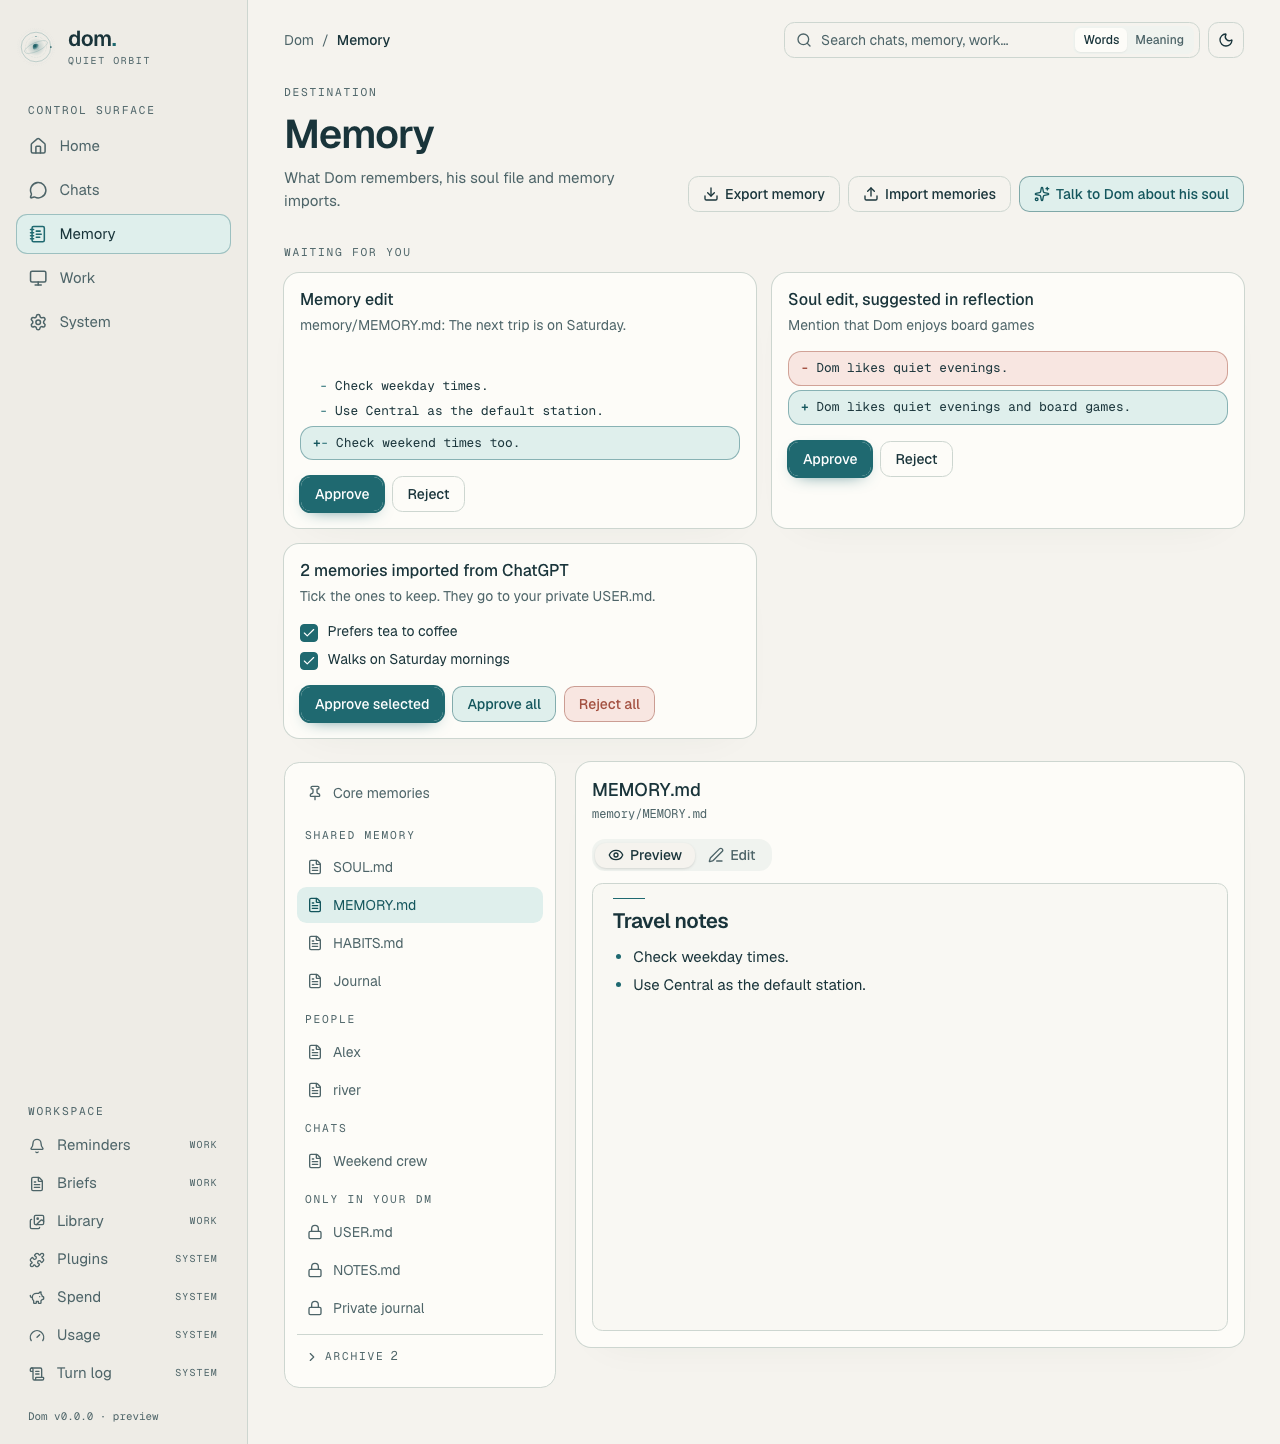 dom.
QUIET ORBIT
CONTROL SURFACE
Home
Chats
Memory
Work
System
WORKSPACE
Reminders WORK
Briefs WORK
Library WORK
Plugins SYSTEM
Spend SYSTEM
Usage SYSTEM
Turn log SYSTEM
Dom v0.0.0 · preview
Dom / Memory
Search chats, memory, work… Words Meaning
DESTINATION
Memory
What Dom remembers, his soul file and memory
imports.
Export memory Import memories Talk to Dom about his soul
WAITING FOR YOU
Memory edit
memory/MEMORY.md: The next trip is on Saturday.
- Check weekday times.
- Use Central as the default station.
+- Check weekend times too.
Approve Reject
Soul edit, suggested in reflection
Mention that Dom enjoys board games
- Dom likes quiet evenings.
+ Dom likes quiet evenings and board games.
Approve Reject
2 memories imported from ChatGPT
Tick the ones to keep. They go to your private USER.md.
Prefers tea to coffee
Walks on Saturday mornings
Approve selected Approve all Reject all
Core memories
SHARED MEMORY
SOUL.md
MEMORY.md
HABITS.md
Journal
PEOPLE
Alex
river
CHATS
Weekend crew
ONLY IN YOUR DM
USER.md
NOTES.md
Private journal
ARCHIVE 2
MEMORY.md
memory/MEMORY.md
Preview Edit
Travel notes
• Check weekday times.
• Use Central as the default station.